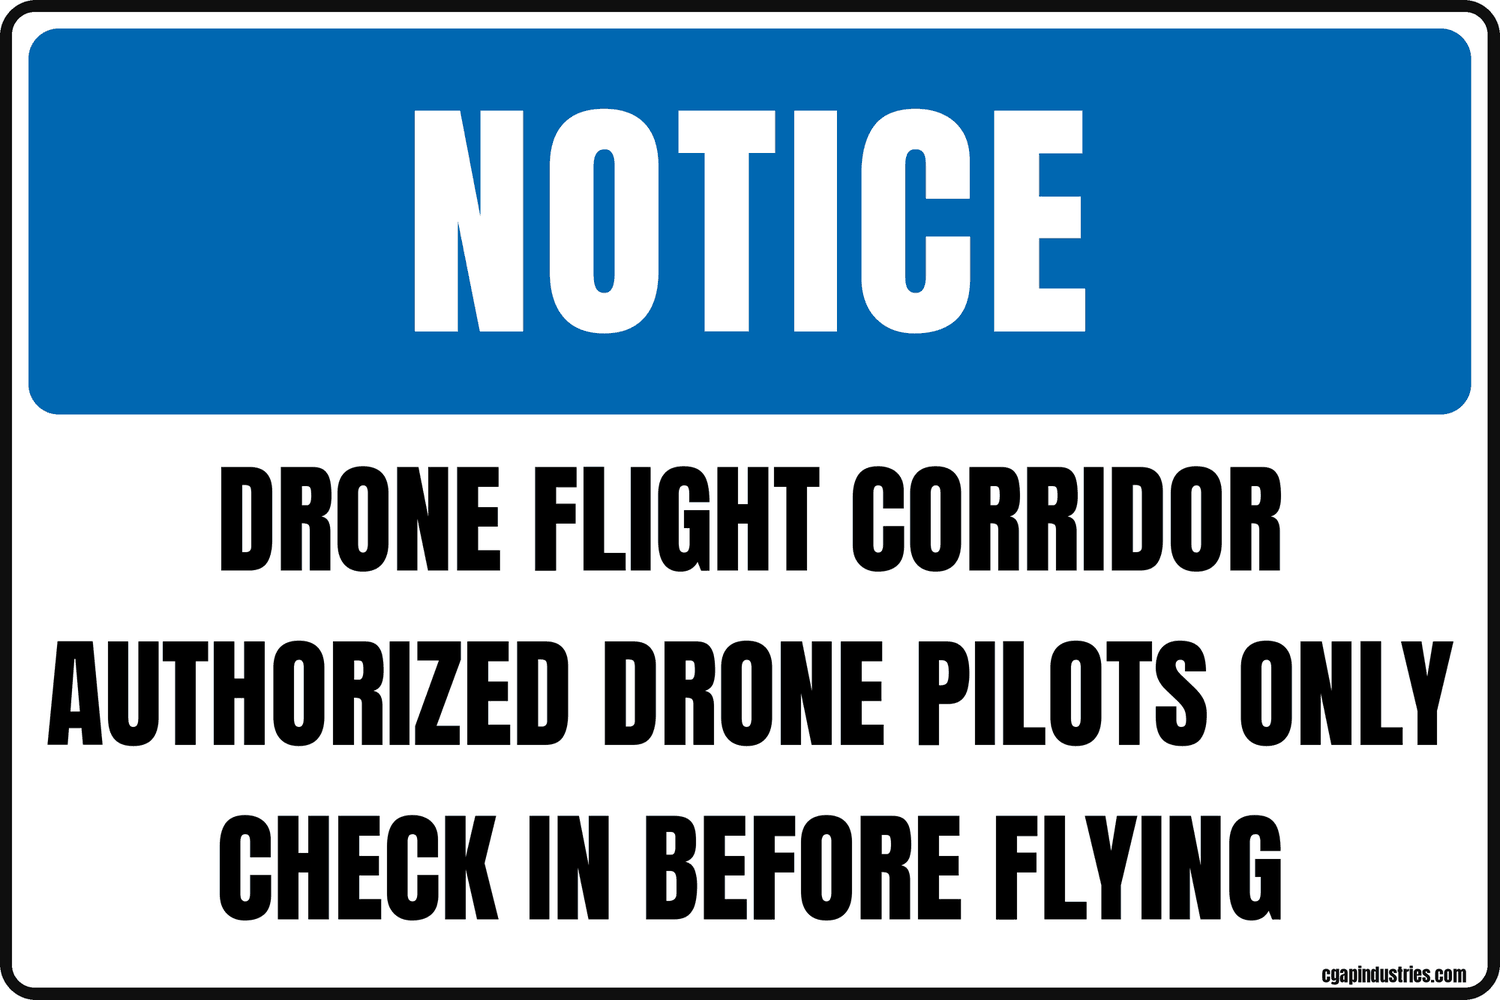 NOTICE
DRONE FLIGHT CORRIDOR
AUTHORIZED DRONE PILOTS ONLY
CHECK IN BEFORE FLYING
cgapindustries.com